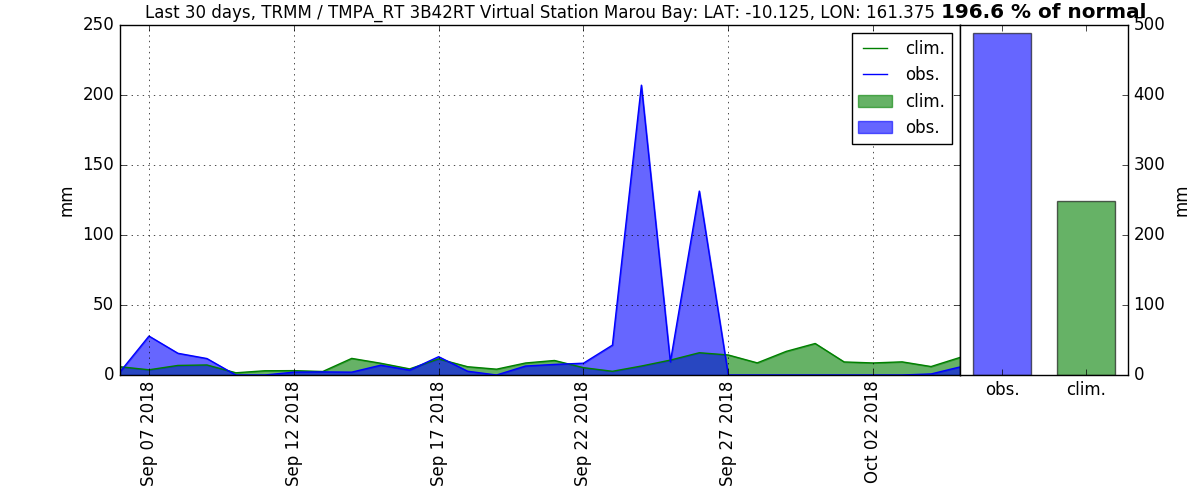 Last 30 days, TRMM / TMPA_RT 3B42RT Virtual Station Marou Bay: LAT: -10.125, LON: 161.375 196.6 % of normal
250
200
150
100
50
0
mm
clim.
obs.
clim.
obs.
500
400
300
200
100
0
mm
Sep 07 2018
Sep 12 2018
Sep 17 2018
Sep 22 2018
Sep 27 2018
Oct 02 2018
obs.
clim.